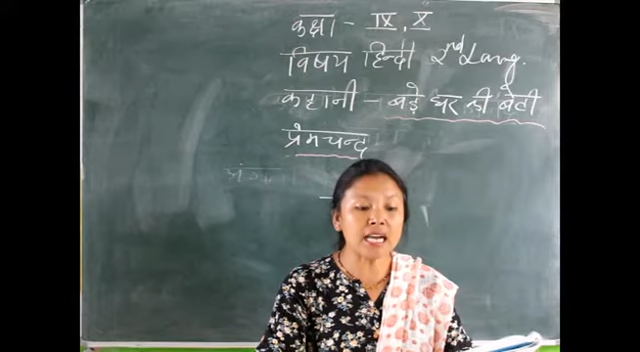 कक्षा - IX, X
विषय हिन्दी 2nd Lang.
कहानी - बड़े घर की बेटी
प्रेमचन्द